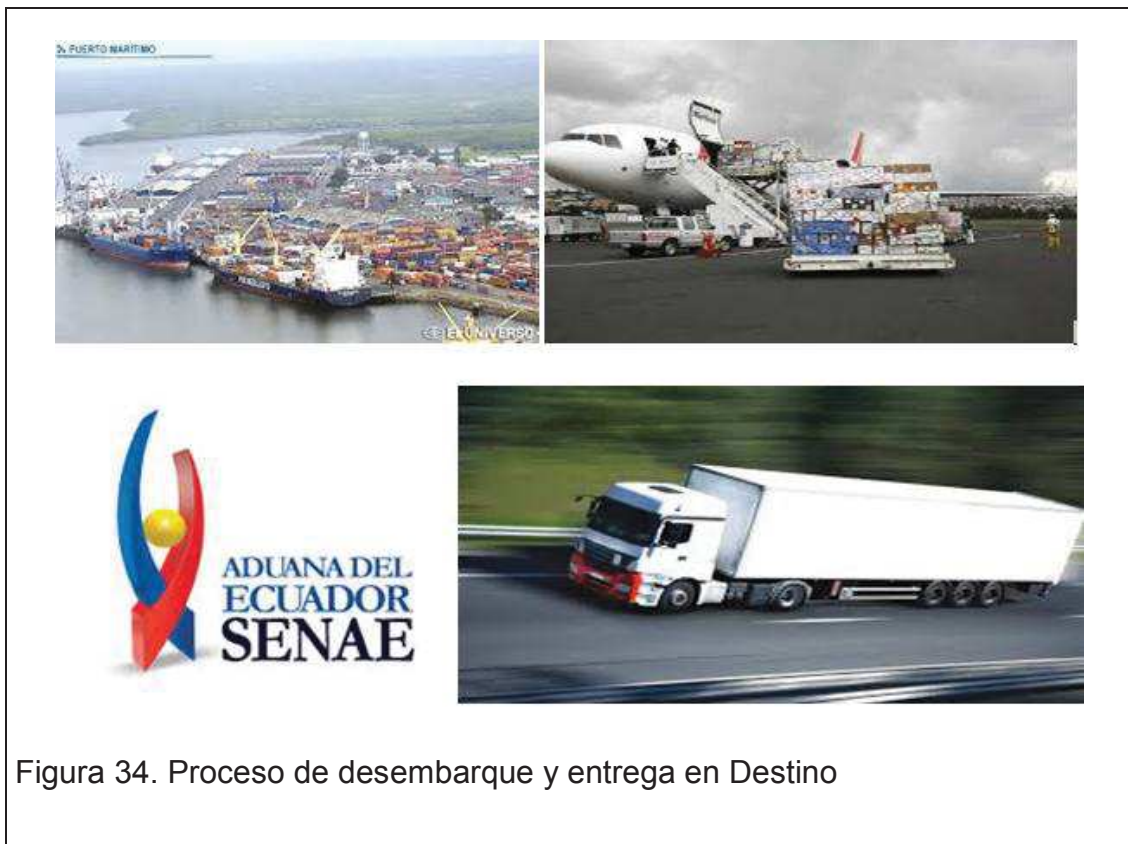 PUERTO MARÍTIMO
EL UNIVERSO
ADUANA DEL
ECUADOR
SENAE
Figura 34. Proceso de desembarque y entrega en Destino